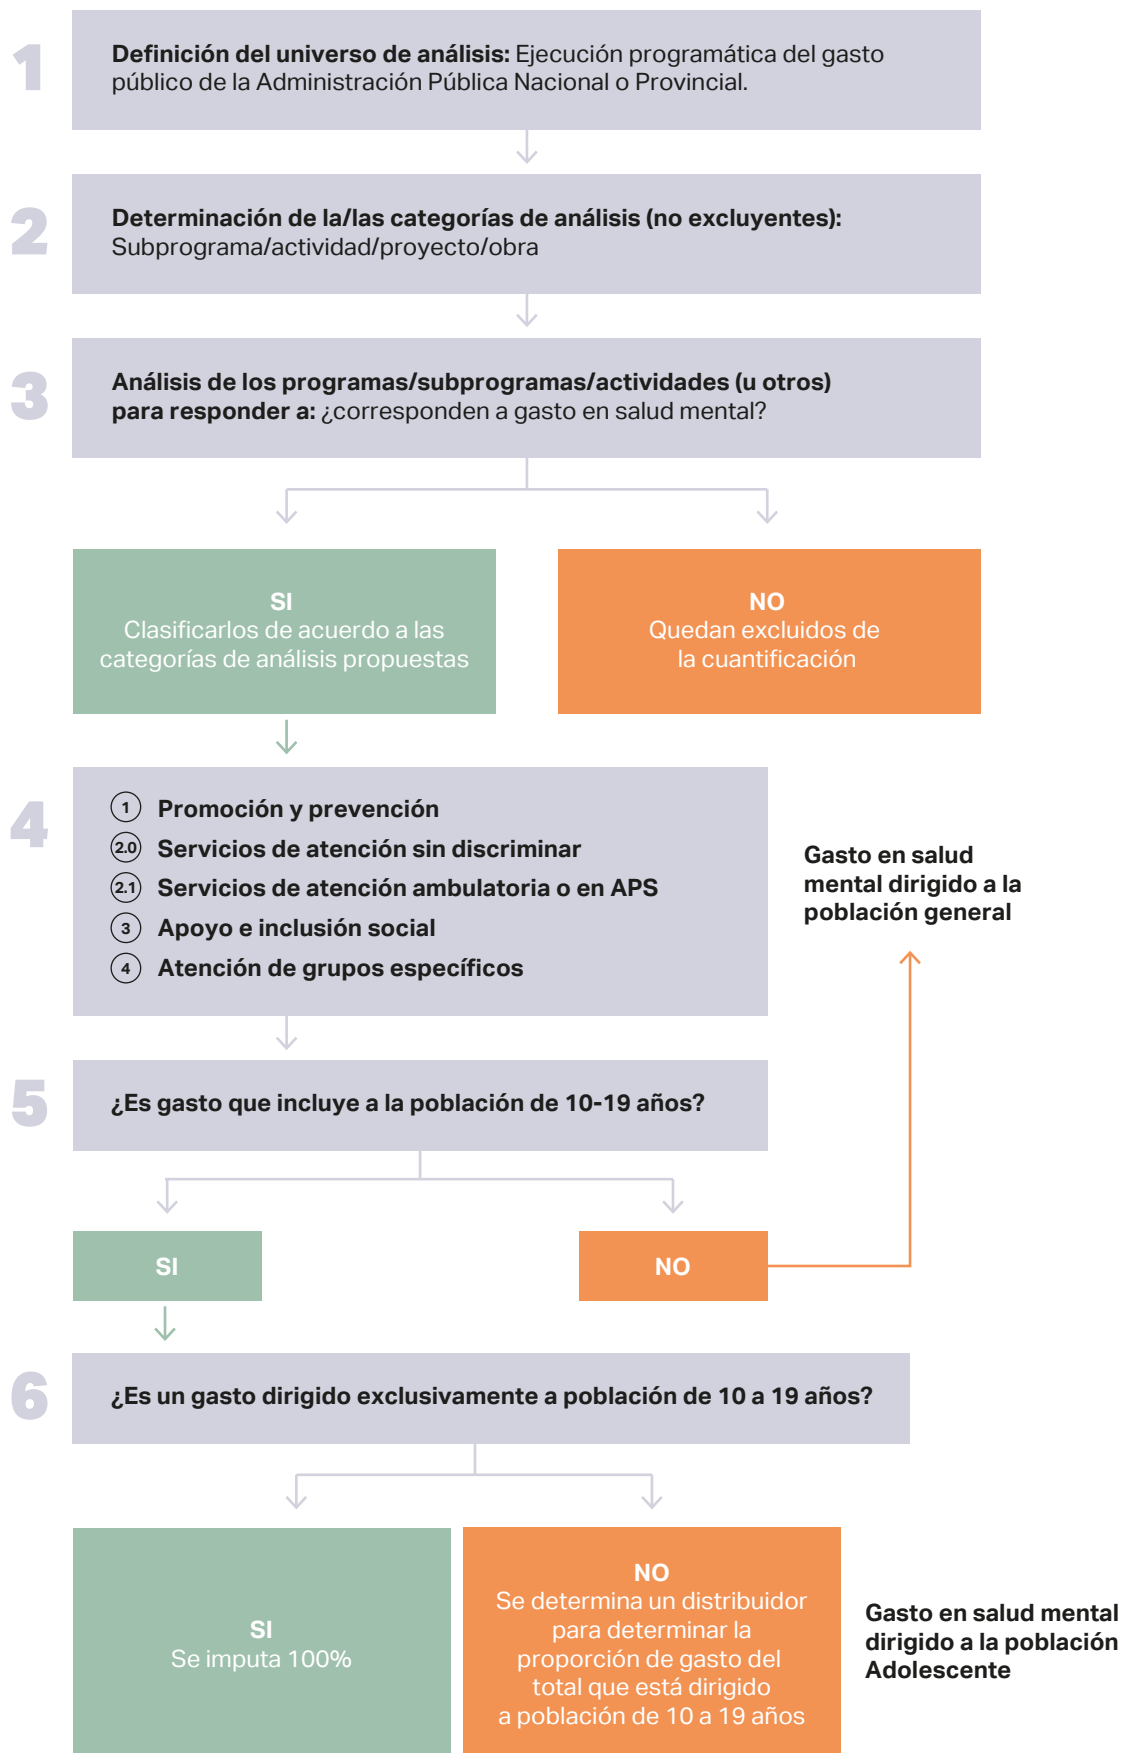 1
Definición del universo de análisis: Ejecución programática del gasto
público de la Administración Pública Nacional o Provincial.
2
Determinación de la/las categorías de análisis (no excluyentes):
Subprograma/actividad/proyecto/obra
3
Análisis de los programas/subprogramas/actividades (u otros)
para responder a: ¿corresponden a gasto en salud mental?
SI
Clasificarlos de acuerdo a las
categorías de análisis propuestas
NO
Quedan excluidos de
la cuantificación
4
1 Promoción y prevención
2.0 Servicios de atención sin discriminar
2.1 Servicios de atención ambulatoria o en APS
3 Apoyo e inclusión social
4 Atención de grupos específicos
Gasto en salud
mental dirigido a la
población general
5
¿Es gasto que incluye a la población de 10-19 años?
SI
NO
6
¿Es un gasto dirigido exclusivamente a población de 10 a 19 años?
SI
Se imputa 100%
NO
Se determina un distribuidor
para determinar la
proporción de gasto del
total que está dirigido
a población de 10 a 19 años
Gasto en salud mental
dirigido a la población
Adolescente